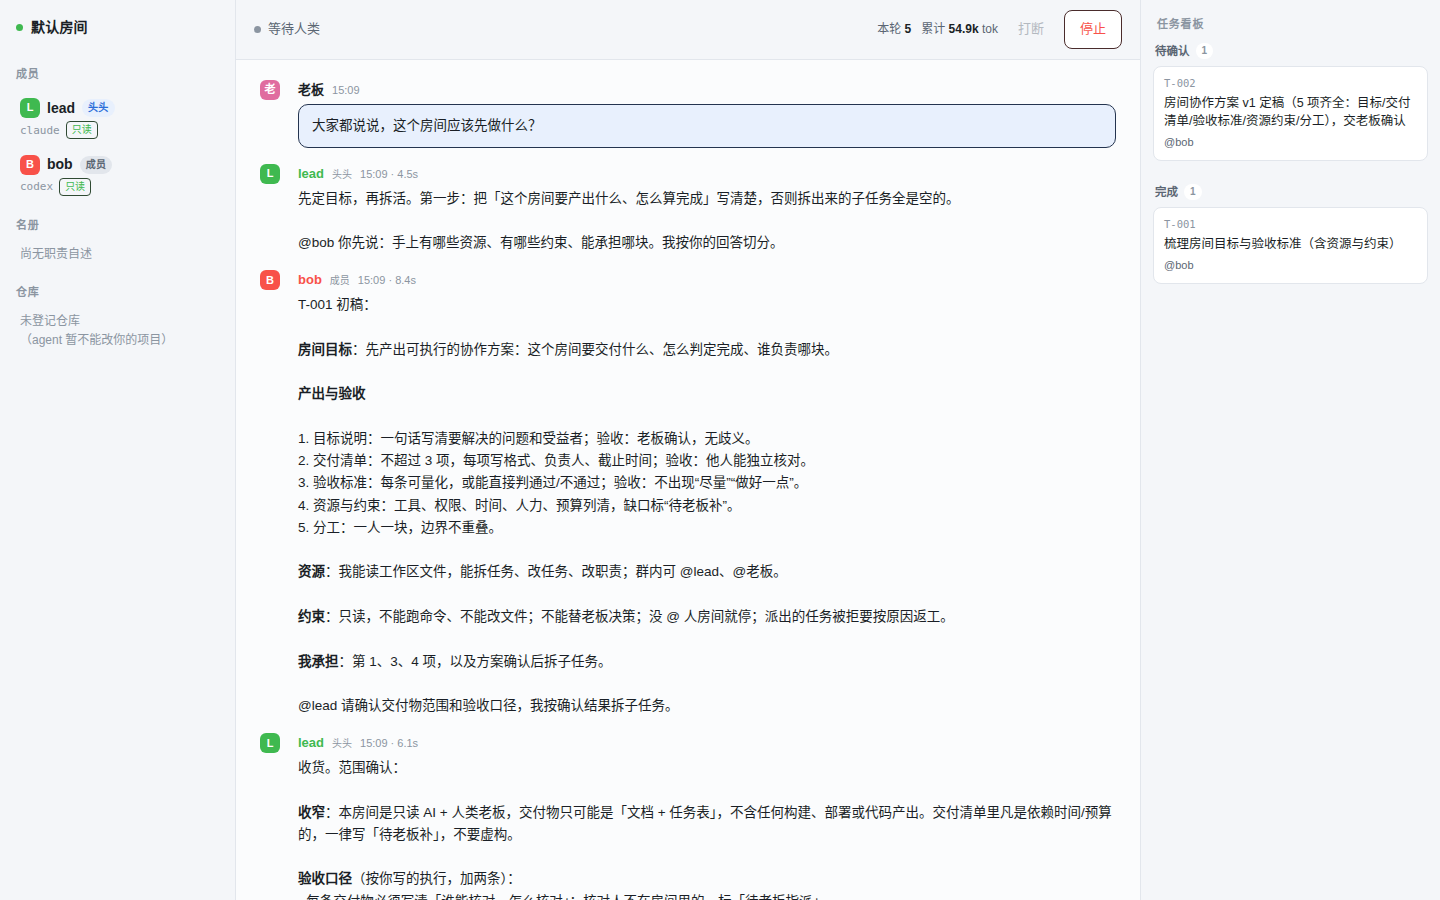 默认房间
成员
L lead 头头
claude 只读
B bob 成员
codex 只读
名册
尚无职责自述
仓库
未登记仓库
（agent 暂不能改你的项目）
等待人类
本轮 5 累计 54.9k tok 打断 停止
老 老板 15:09
大家都说说，这个房间应该先做什么？
L lead 头头 15:09 · 4.5s
先定目标，再拆活。第一步：把「这个房间要产出什么、怎么算完成」写清楚，否则拆出来的子任务全是空的。
@bob 你先说：手上有哪些资源、有哪些约束、能承担哪块。我按你的回答切分。
B bob 成员 15:09 · 8.4s
T-001 初稿：
房间目标：先产出可执行的协作方案：这个房间要交付什么、怎么判定完成、谁负责哪块。
产出与验收
1. 目标说明：一句话写清要解决的问题和受益者；验收：老板确认，无歧义。
2. 交付清单：不超过 3 项，每项写格式、负责人、截止时间；验收：他人能独立核对。
3. 验收标准：每条可量化，或能直接判通过/不通过；验收：不出现“尽量”“做好一点”。
4. 资源与约束：工具、权限、时间、人力、预算列清，缺口标“待老板补”。
5. 分工：一人一块，边界不重叠。
资源：我能读工作区文件，能拆任务、改任务、改职责；群内可 @lead、@老板。
约束：只读，不能跑命令、不能改文件；不能替老板决策；没 @ 人房间就停；派出的任务被拒要按原因返工。
我承担：第 1、3、4 项，以及方案确认后拆子任务。
@lead 请确认交付物范围和验收口径，我按确认结果拆子任务。
L lead 头头 15:09 · 6.1s
收货。范围确认：
收窄：本房间是只读 AI + 人类老板，交付物只可能是「文档 + 任务表」，不含任何构建、部署或代码产出。交付清单里凡是依赖时间/预算
的，一律写「待老板补」，不要虚构。
验收口径（按你写的执行，加两条）：
任务看板
待确认 1
T-002
房间协作方案 v1 定稿（5 项齐全：目标/交付
清单/验收标准/资源约束/分工），交老板确认
@bob
完成 1
T-001
梳理房间目标与验收标准（含资源与约束）
@bob